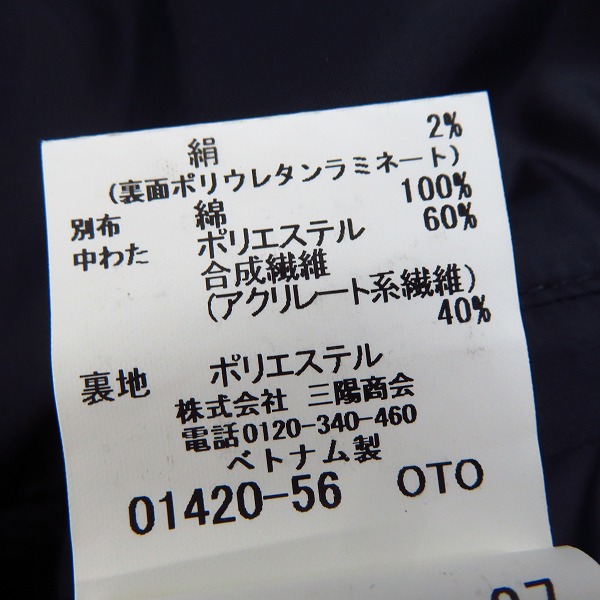 絹 2%
(裏面ポリウレタンラミネート)
別布 綿 100%
中わた ポリエステル 60%
合成繊維
(アクリレート系繊維)
40%
裏地 ポリエステル
株式会社 三陽商会
電話0120-340-460
ベトナム製
01420-56 OTO